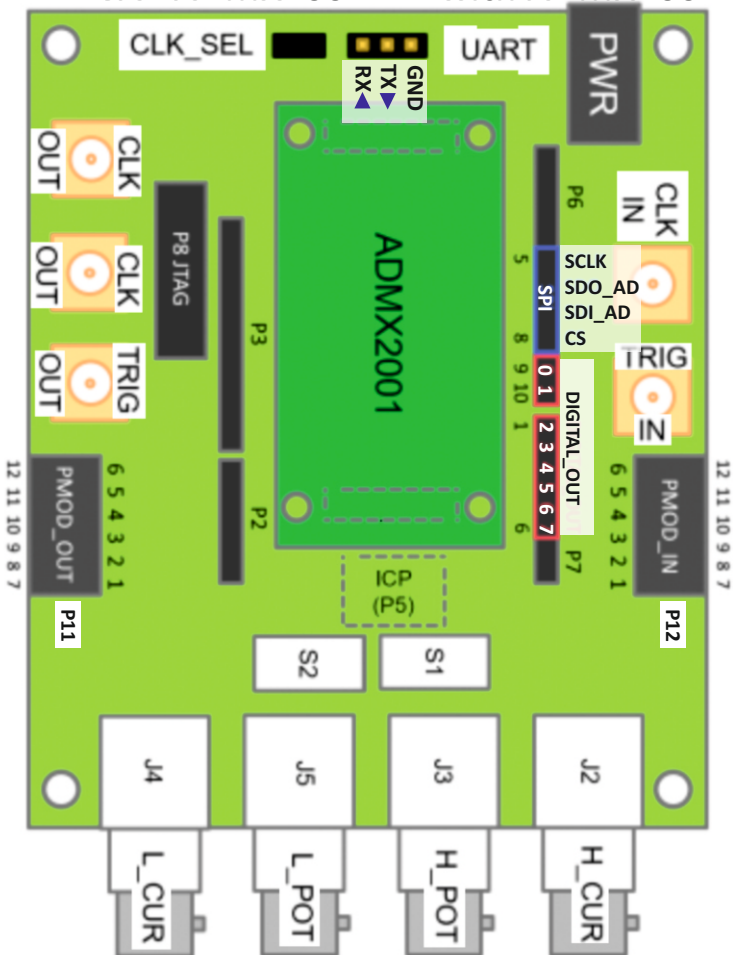 CLK_SEL
UART
PWR
RX
TX
GND
CLK
OUT
CLK
OUT
TRIG
OUT
P8 JTAG
P3
P2
ADMX2001
P6
CLK
IN
5
SPI
8
SCLK
SDO_AD
SDI_AD
CS
9
10
0 1
1
2 3 4 5 6 7
6
DIGITAL_OUT
TRIG
IN
P7
12 11 10 9 8 7
PMOD_OUT
6 5 4 3 2 1
P11
6 5 4 3 2 1
PMOD_IN
12 11 10 9 8 7
P12
ICP
(P5)
S2
S1
J4
J5
J3
J2
L_CUR
L_POT
H_POT
H_CUR